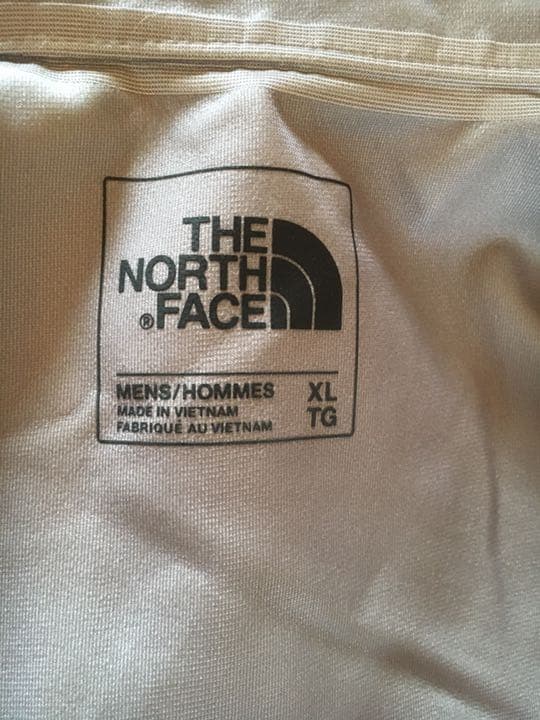 THE
NORTH
®FACE
MENS/HOMMES XL
MADE IN VIETNAM TG
FABRIQUÉ AU VIETNAM